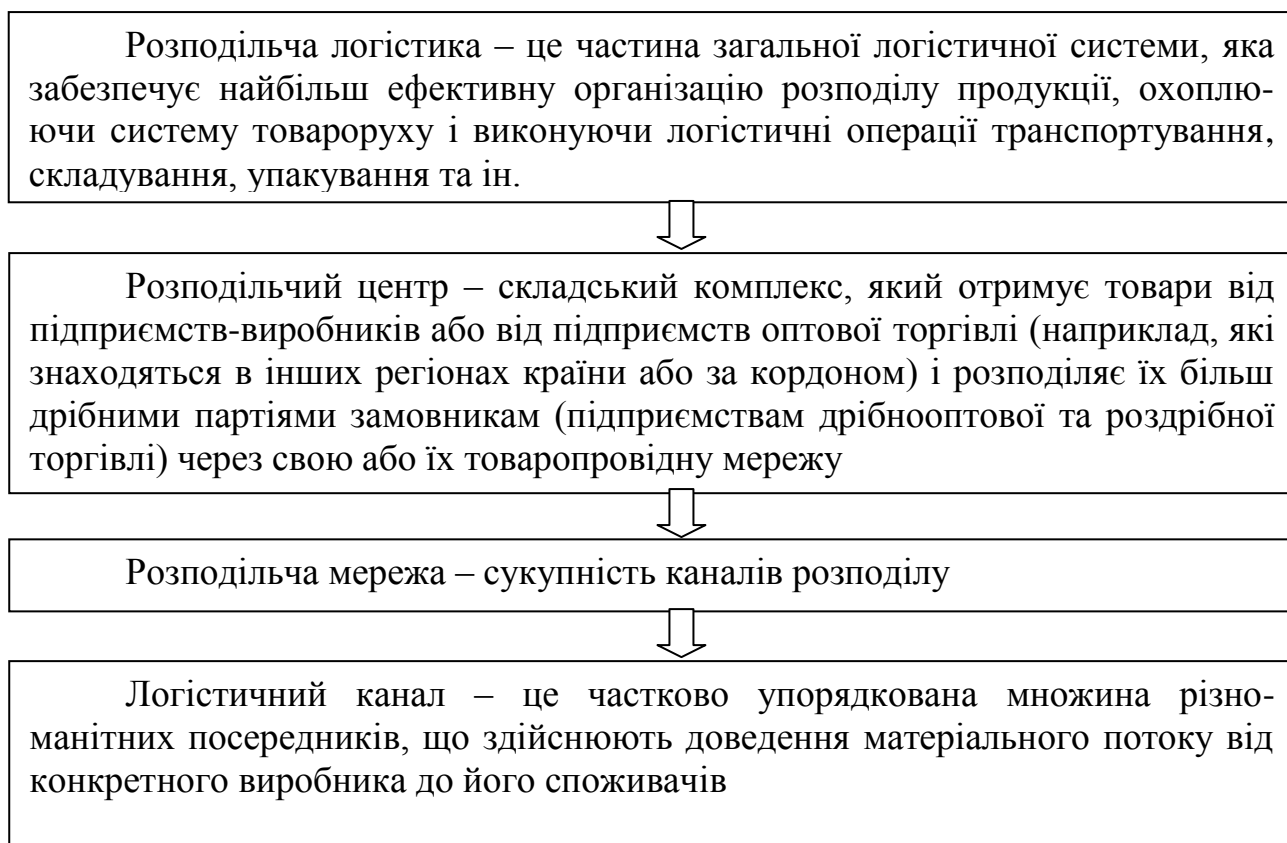 Розподільча логістика – це частина загальної логістичної системи, яка
забезпечує найбільш ефективну організацію розподілу продукції, охоплю-
ючи систему товароруху і виконуючи логістичні операції транспортування,
складування, упакування та ін.
Розподільчий центр – складський комплекс, який отримує товари від
підприємств-виробників або від підприємств оптової торгівлі (наприклад, які
знаходяться в інших регіонах країни або за кордоном) і розподіляє їх більш
дрібними партіями замовникам (підприємствам дрібнооптової та роздрібної
торгівлі) через свою або їх товаропровідну мережу
Розподільча мережа – сукупність каналів розподілу
Логістичний канал – це частково упорядкована множина різно-
манітних посередників, що здійснюють доведення матеріального потоку від
конкретного виробника до його споживачів